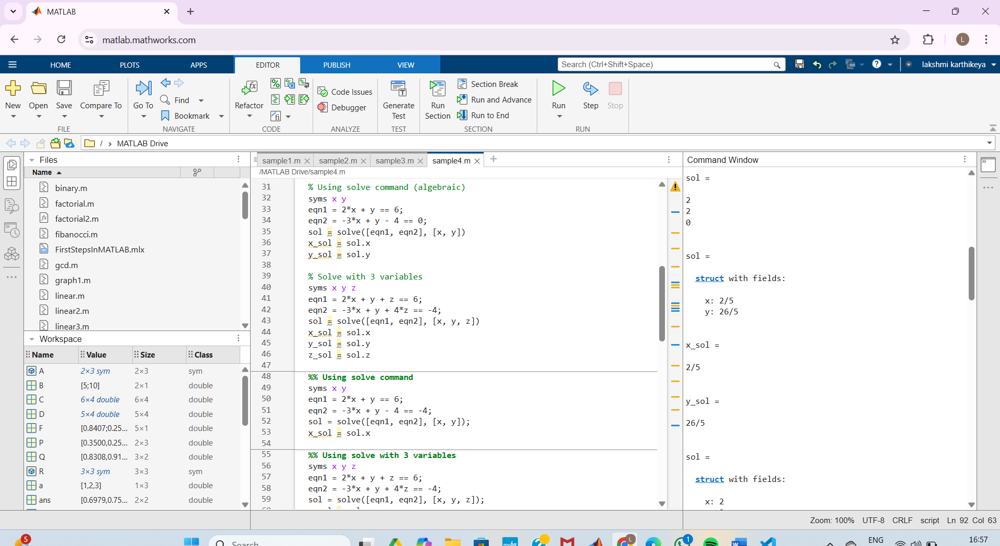 MATLAB
matlab.mathworks.com
HOME PLOTS APPS EDITOR PUBLISH VIEW Search (Ctrl+Shift+Space) lakshmi karthikeya
New Open Save Compare To
FILE
Go To Find Bookmark
NAVIGATE
Refactor
CODE
Code Issues
Debugger
ANALYZE
Generate Test
TEST
Run Section Section Break
Run and Advance
Run to End
SECTION
Run Step Stop
RUN
/ › MATLAB Drive
Files
Name
binary.m
factorial.m
factorial2.m
fibanocci.m
FirstStepsInMATLAB.mlx
gcd.m
graph1.m
linear.m
linear2.m
linear3.m
Workspace
Name Value Size Class
A 2×3 sym 2×3 sym
B [5;10] 2×1 double
C 6×4 double 6×4 double
D 5×4 double 5×4 double
F [0.8407;0.25... 5×1 double
P [0.3500,0.25... 2×3 double
Q [0.8308,0.91... 3×2 double
R 3×3 sym 3×3 sym
a [1,2,3] 1×3 double
ans [0.6979,0.75... 2×2 double
sample1.m sample2.m sample3.m sample4.m
/MATLAB Drive/sample4.m
31 % Using solve command (algebraic)
32 syms x y
33 eqn1 = 2*x + y == 6;
34 eqn2 = -3*x + y - 4 == 0;
35 sol = solve([eqn1, eqn2], [x, y])
36 x_sol = sol.x
37 y_sol = sol.y
38
39 % Solve with 3 variables
40 syms x y z
41 eqn1 = 2*x + y + z == 6;
42 eqn2 = -3*x + y + 4*z == -4;
43 sol = solve([eqn1, eqn2], [x, y, z])
44 x_sol = sol.x
45 y_sol = sol.y
46 z_sol = sol.z
47
48 %% Using solve command
49 syms x y
50 eqn1 = 2*x + y == 6;
51 eqn2 = -3*x + y - 4 == -4;
52 sol = solve([eqn1, eqn2], [x, y]);
53 x_sol = sol.x
54
55 %% Using solve with 3 variables
56 syms x y z
57 eqn1 = 2*x + y + z == 6;
58 eqn2 = -3*x + y + 4*z == -4;
59 sol = solve([eqn1, eqn2], [x, y, z]);
Command Window
sol =
2
2
0
sol =
struct with fields:
x: 2/5
y: 26/5
x_sol =
2/5
y_sol =
26/5
sol =
struct with fields:
x: 2
Zoom: 100% UTF-8 CRLF script Ln 92 Col 63
5 Search 1 ENG 16:57